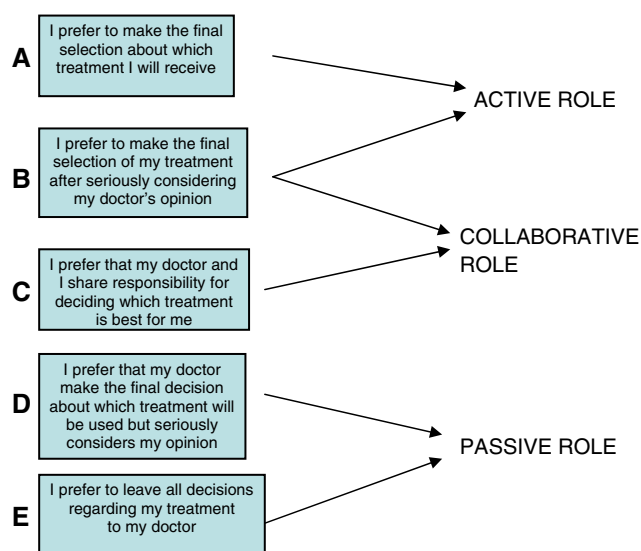 A
I prefer to make the final
selection about which
treatment I will receive
B
I prefer to make the final
selection of my treatment
after seriously considering
my doctor's opinion
C
I prefer that my doctor and
I share responsibility for
deciding which treatment
is best for me
D
I prefer that my doctor
make the final decision
about which treatment will
be used but seriously
considers my opinion
E
I prefer to leave all decisions
regarding my treatment
to my doctor
ACTIVE ROLE
COLLABORATIVE
ROLE
PASSIVE ROLE